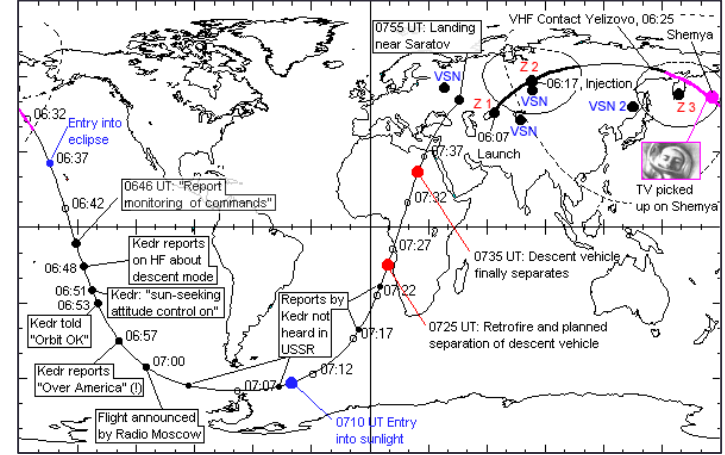 0755 UT: Landing
near Saratov
VHF Contact Yelizovo, 06:25
Shemya
VSN
Z 2
06:17, Injection
VSN
Z 1
VSN
VSN 2
Z 3
06:07
Launch
TV picked
up on Shemya
06:32
Entry into
eclipse
06:37
0646 UT: "Report
monitoring of commands"
06:42
07:37
07:32
Kedr reports
on HF about
descent mode
07:27
0735 UT: Descent vehicle
finally separates
06:48
06:51
06:53
Kedr: "sun-seeking
attitude control on"
Reports by
Kedr not
heard in
USSR
07:22
Kedr told
"Orbit OK"
06:57
07:17
0725 UT: Retrofire and planned
separation of descent vehicle
07:00
Kedr reports
"Over America" (!)
07:07
07:12
Flight announced
by Radio Moscow
0710 UT Entry
into sunlight